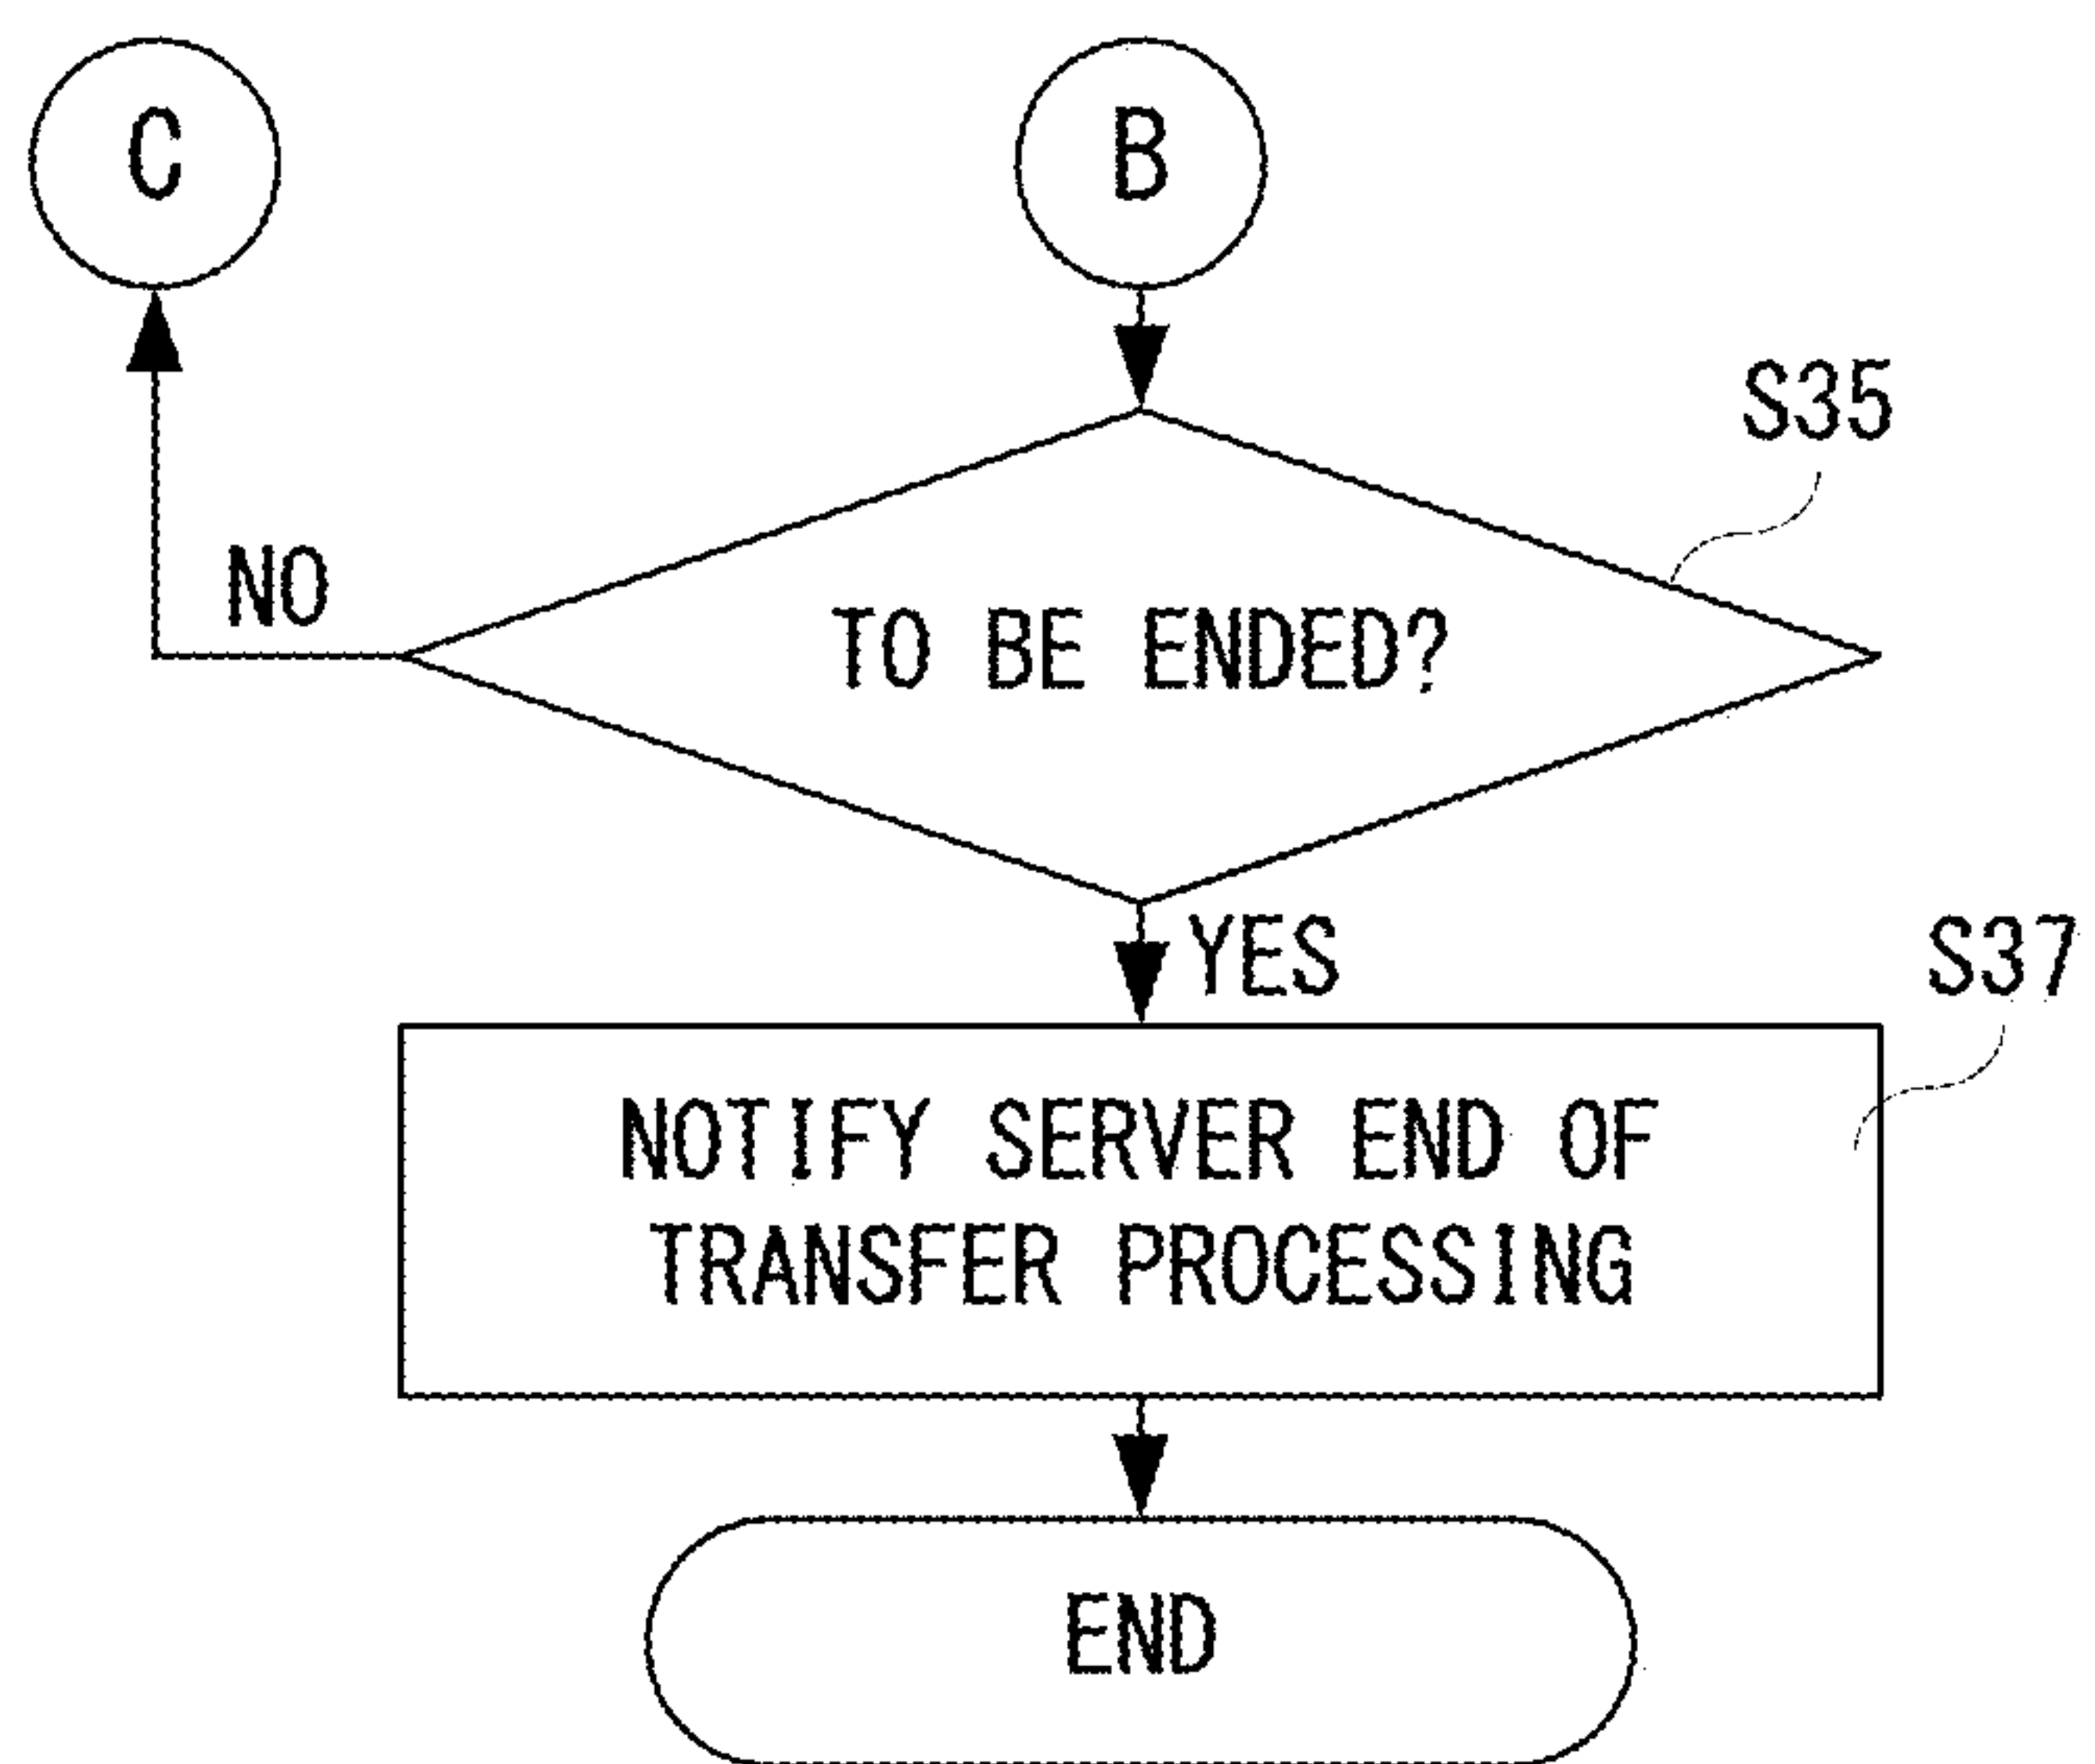 C
B
S35
NO
TO BE ENDED?
YES
S37
NOTIFY SERVER END OF
TRANSFER PROCESSING
END